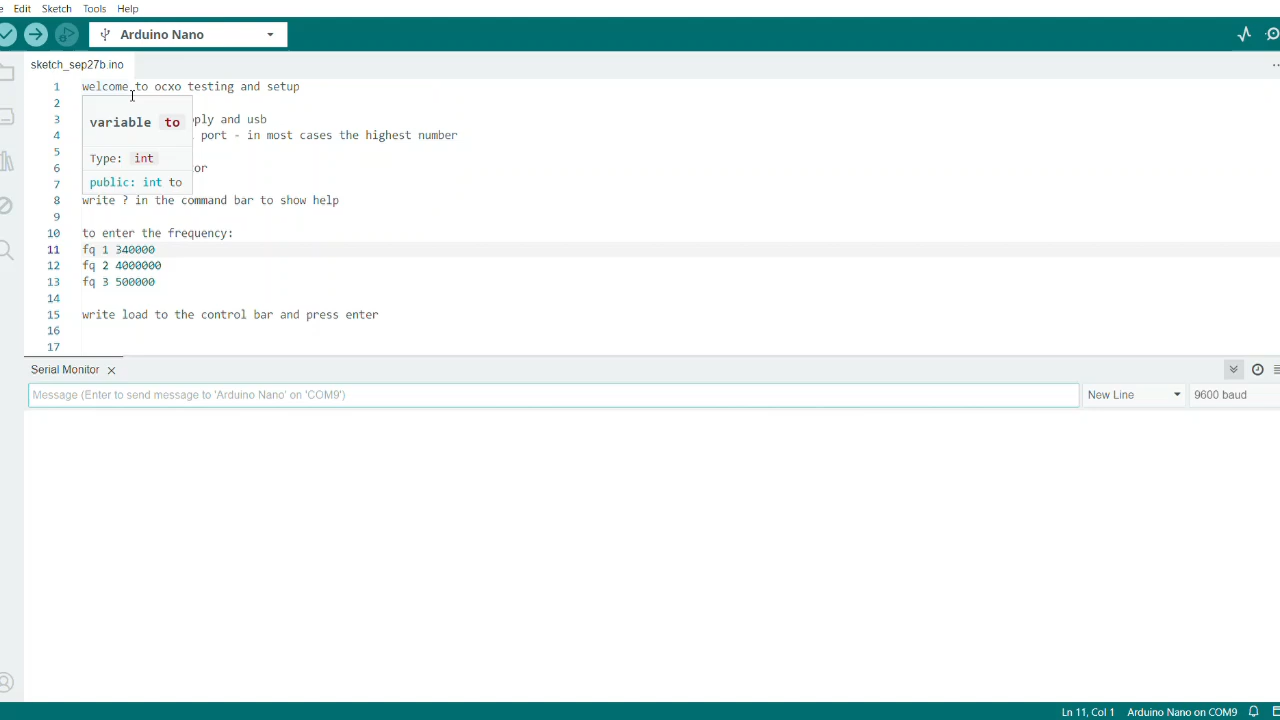 Edit Sketch Tools Help
Arduino Nano
sketch_sep27b ino
1 welcome to ocxo testing and setup
2
variable to
3 ply and usb
4 port - in most cases the highest number
5
Type: int
6 or
7
public: int to
8 write ? in the command bar to show help
9
10 to enter the frequency:
11 fq 1 340000
12 fq 2 4000000
13 fq 3 500000
14
15 write load to the control bar and press enter
16
17
Serial Monitor
Message (Enter to send message to 'Arduino Nano' on 'COM9')
New Line
9600 baud
Ln 11, Col 1 Arduino Nano on COM9